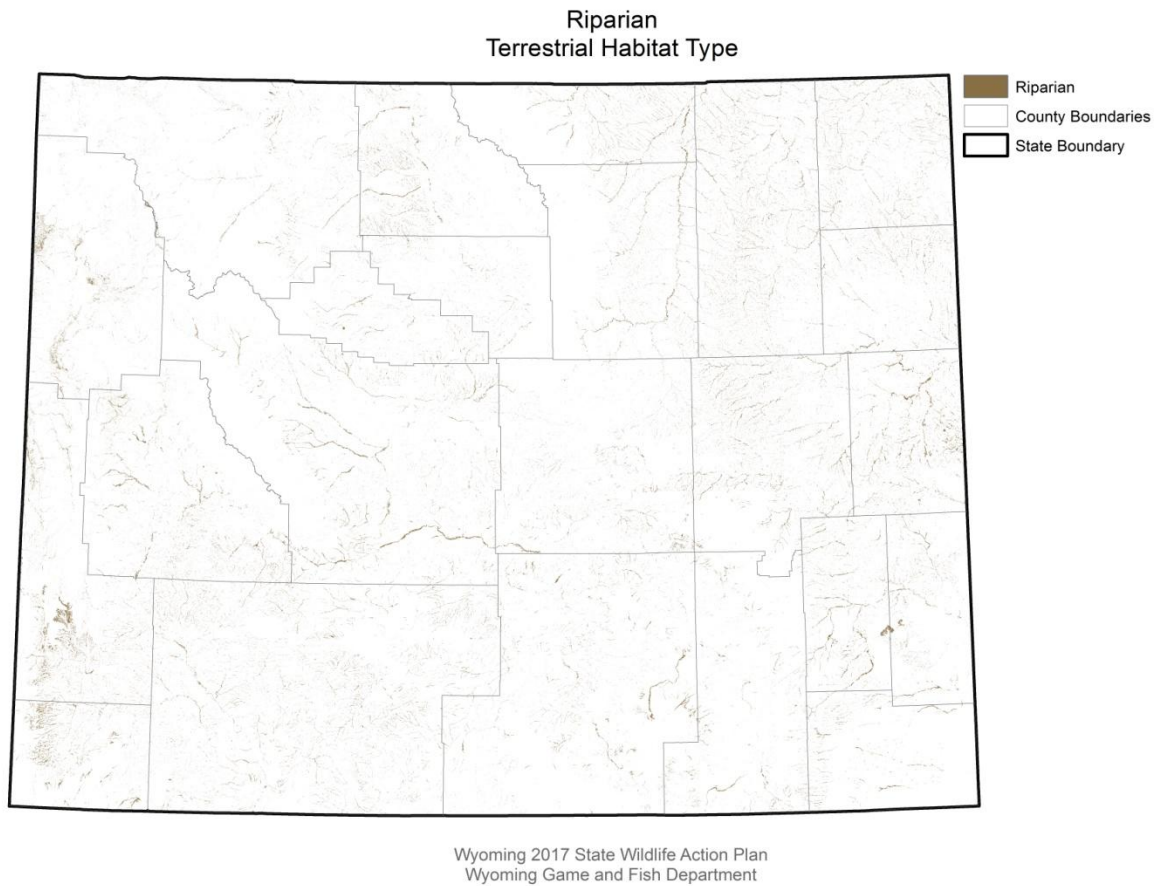 Riparian
Terrestrial Habitat Type
Riparian
County Boundaries
State Boundary
Wyoming 2017 State Wildlife Action Plan
Wyoming Game and Fish Department